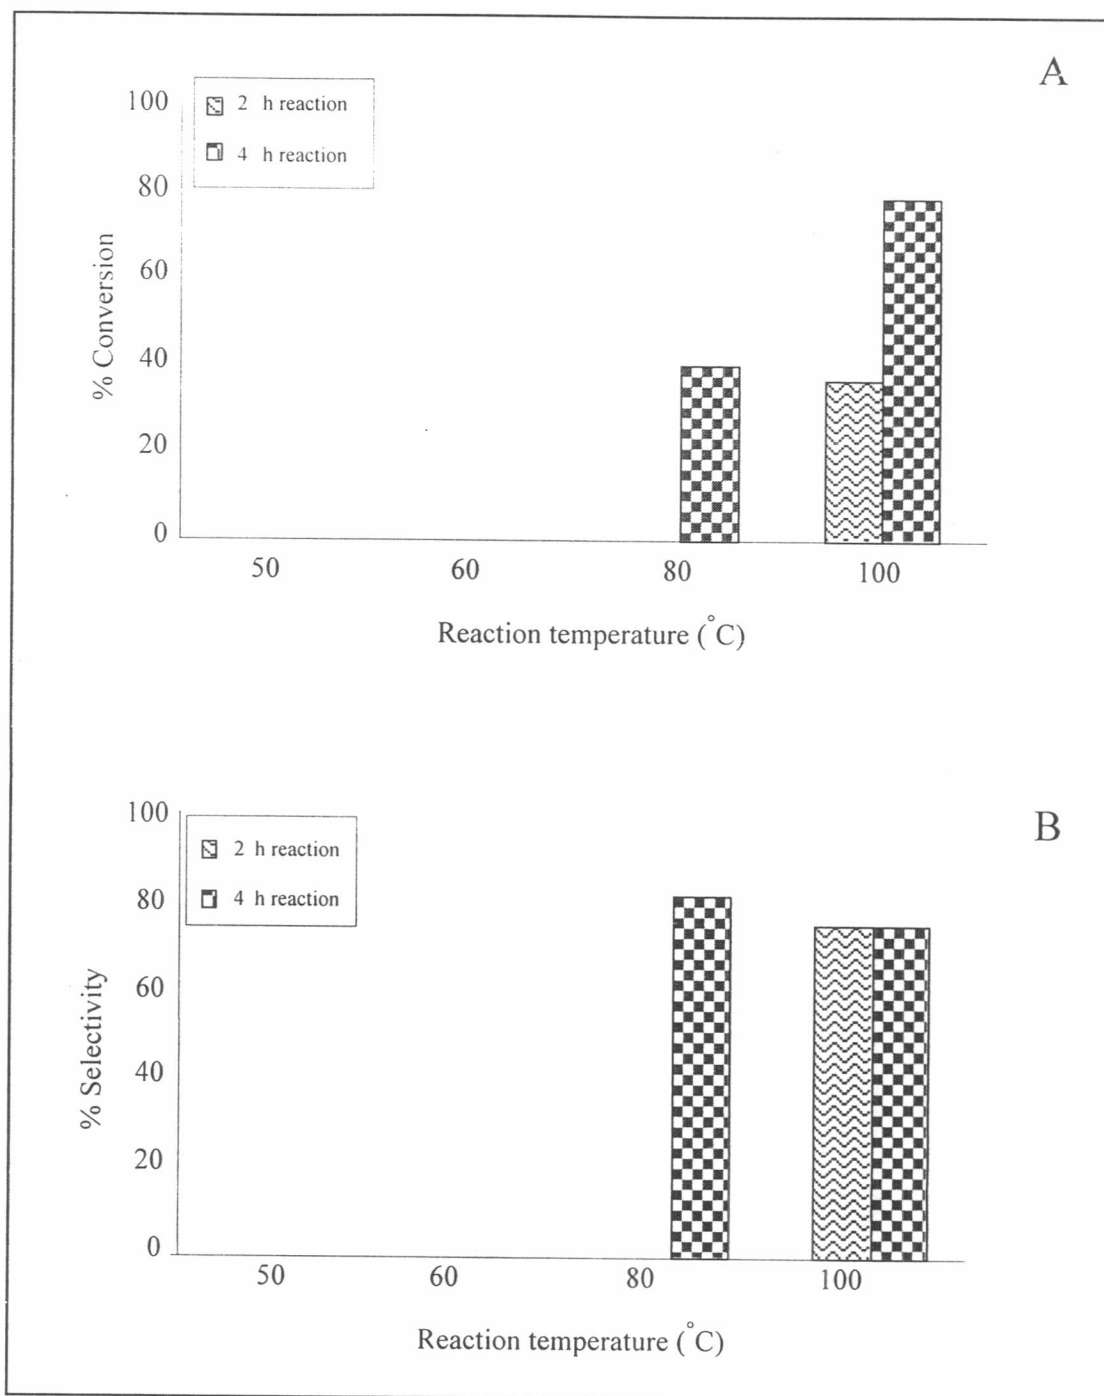 A
100
80
60
40
20
0
% Conversion
2 h reaction
4 h reaction
50 60 80 100
Reaction temperature (°C)
B
100
80
60
40
20
0
% Selectivity
2 h reaction
4 h reaction
50 60 80 100
Reaction temperature (°C)